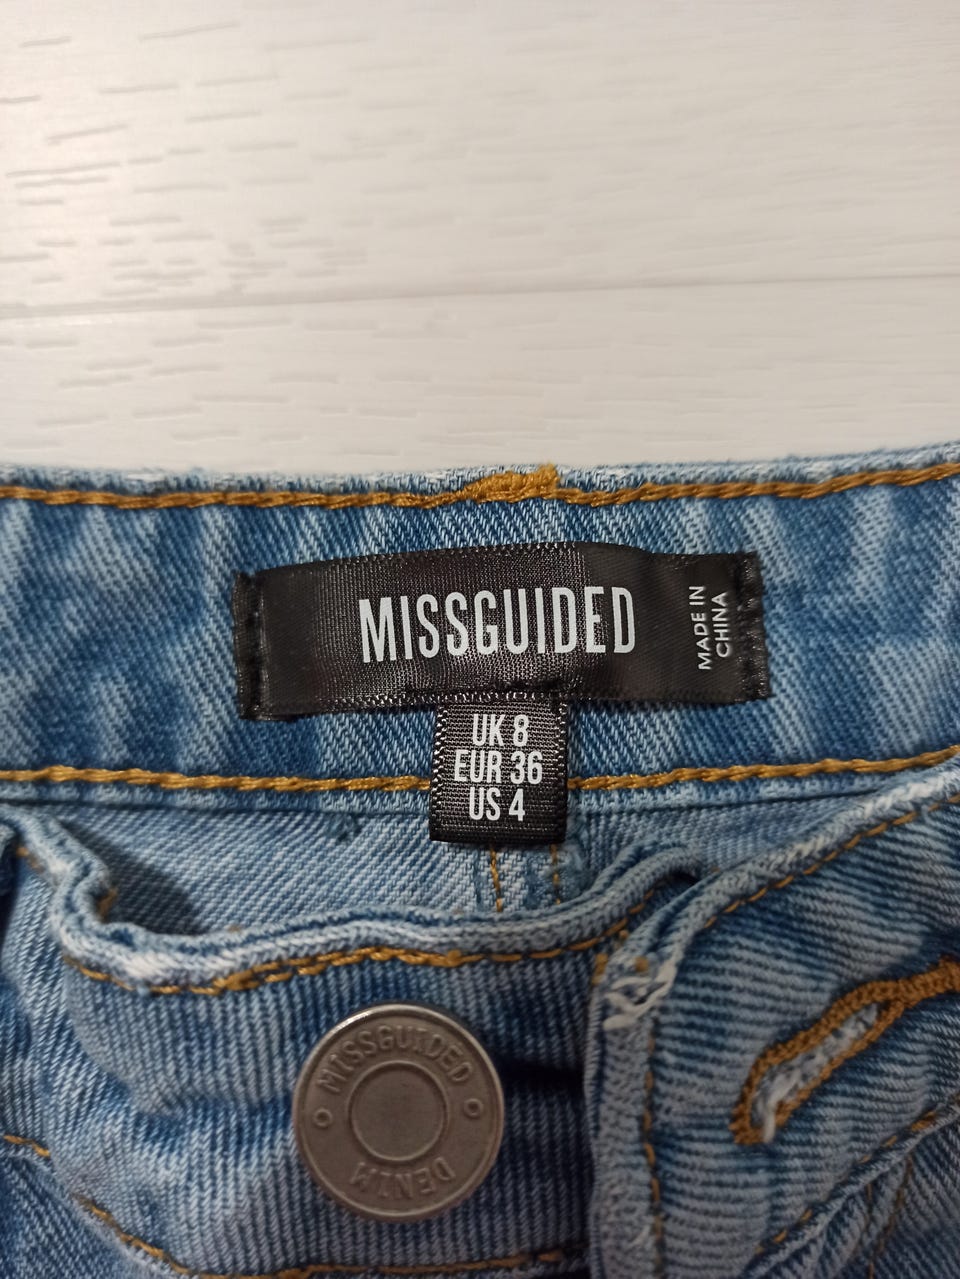 MISSGUIDED
MADE IN
CHINA
UK 8
EUR 36
US 4
MISSGUIDED
DENIM